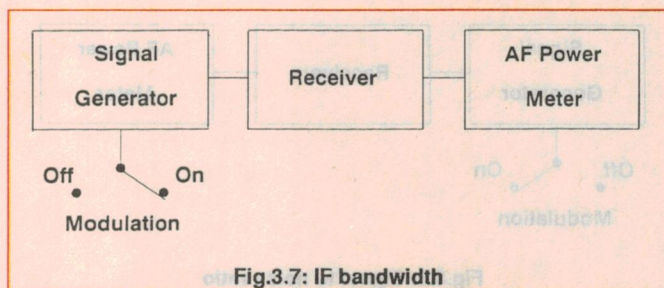 Signal
Generator
Receiver
AF Power
Meter
Off
On
Modulation
Fig.3.7: IF bandwidth